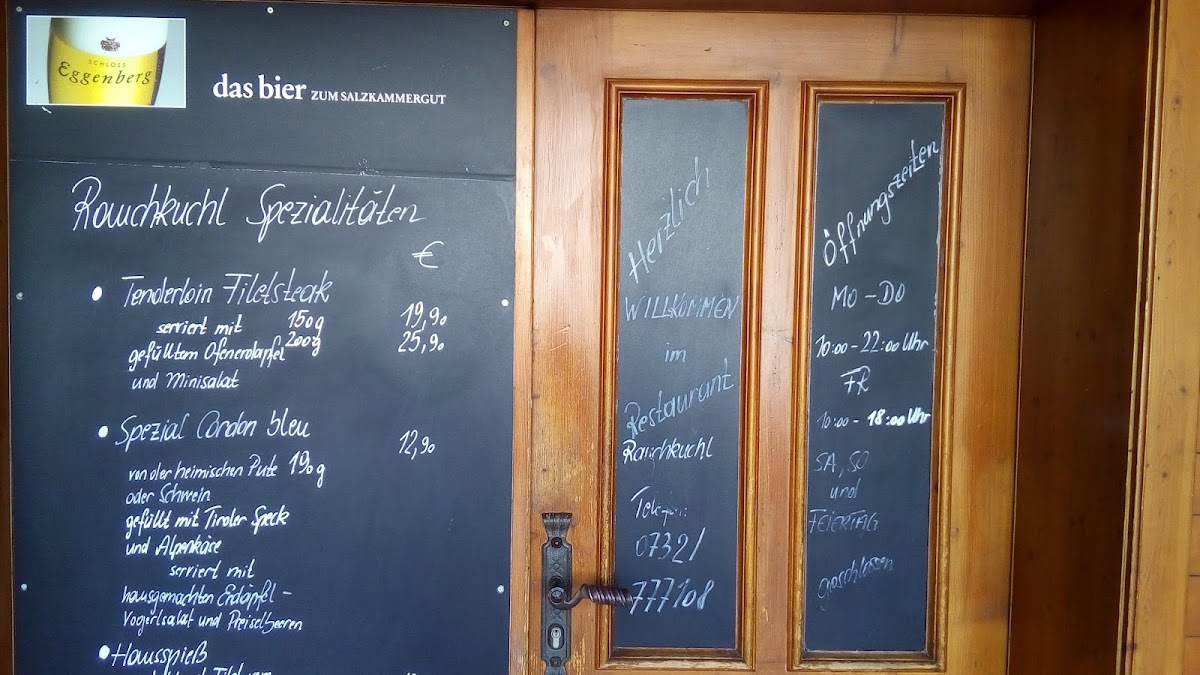 SCHLOSS
Eggenberg
das bier ZUM SALZKAMMERGUT
Rauchkuchl Spezialitäten
€
Tenderloin Filetsteak
serviert mit 150g 19,90
gefülltem Ofenerdapfel 200g 25,90
und Minisalat
Spezial Cordon bleu 12,90
von der heimischen Pute 190g
oder Schwein
gefüllt mit Tiroler Speck
und Alpenkäse
serviert mit
hausgemachten Erdäpfel-
Vogerlsalat und Preiselbeeren
Hausspieß
Herzlich
WILLKOMMEN
im
Restaurant
Rauchkuchl
0732/
777108
Öffnungszeiten
MO-DO
10:00-22:00 Uhr
FR
10:00-18:00 Uhr
SA, SO
und
FEIERTAG
geschlossen